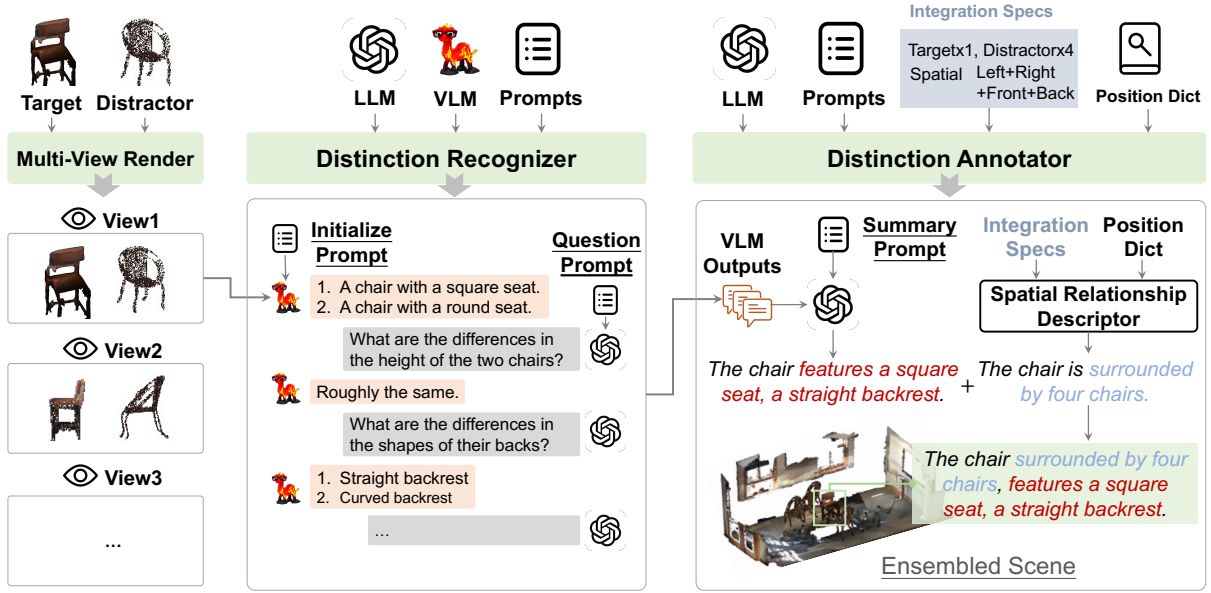 Target
Distractor
LLM
VLM
Prompts
LLM
Prompts
Integration Specs
Targetx1, Distractorx4
Spatial Left+Right
+Front+Back
Position Dict
Multi-View Render
Distinction Recognizer
Distinction Annotator
View1
View2
View3
...
Initialize
Prompt
Question
Prompt
1. A chair with a square seat.
2. A chair with a round seat.
What are the differences in
the height of the two chairs?
Roughly the same.
What are the differences in
the shapes of their backs?
1. Straight backrest
2. Curved backrest
...
VLM
Outputs
Summary
Prompt
Integration
Specs
Position
Dict
Spatial Relationship
Descriptor
The chair features a square
seat, a straight backrest.
+
The chair is surrounded
by four chairs.
The chair surrounded by four
chairs, features a square
seat, a straight backrest.
Ensembled Scene